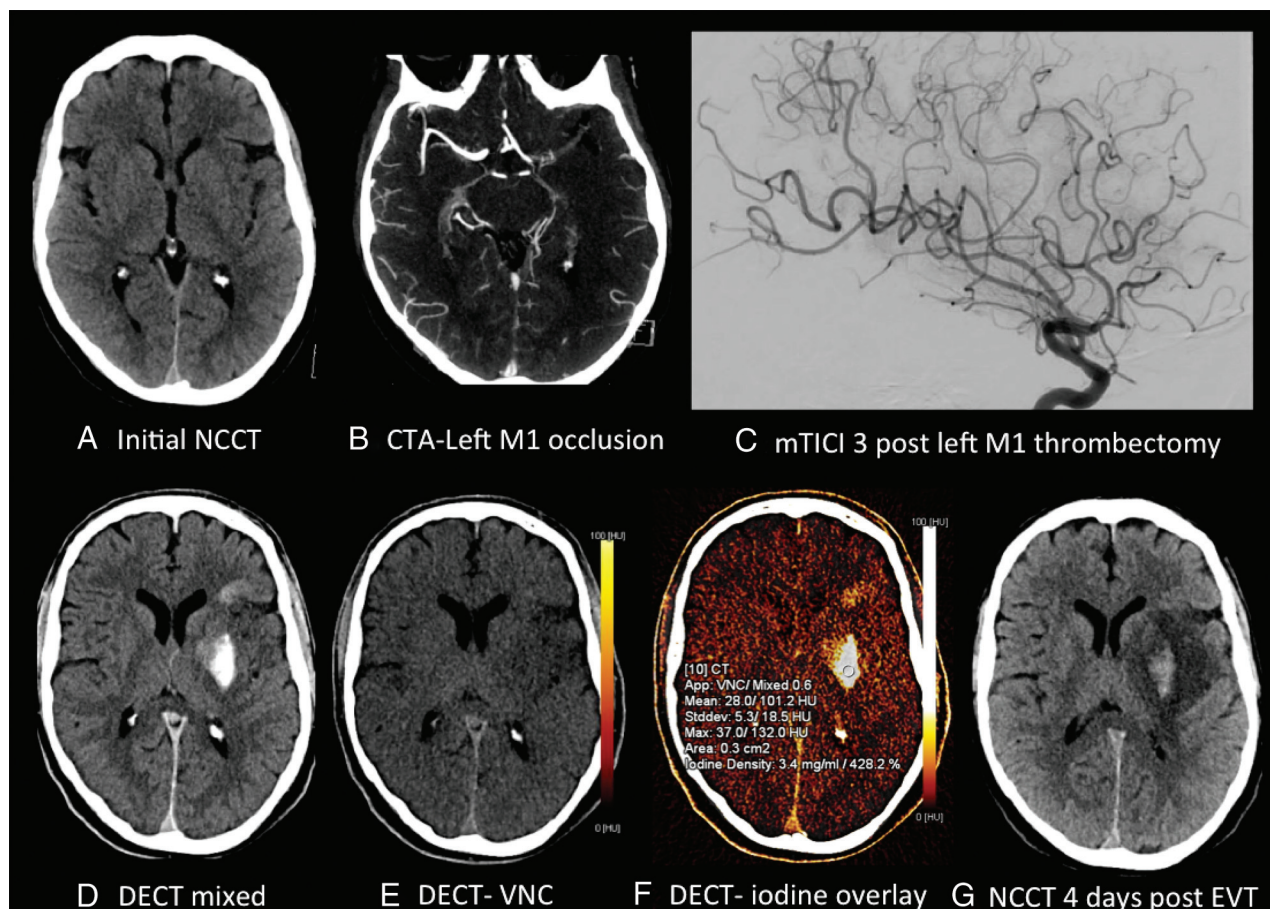 A Initial NCCT
B CTA-Left M1 occlusion
C mTICI 3 post left M1 thrombectomy
100 [HU]
0 [HU]
100 [HU]
[10] CT
App: VNC/ Mixed 0.6
Mean: 28.0/ 101.2 HU
Stddev: 5.3/ 18.5 HU
Max: 37.0/ 132.0 HU
Area: 0.3 cm2
Iodine Density: 3.4 mg/ml / 428.2 %
0 [HU]
D DECT mixed
E DECT- VNC
F DECT- iodine overlay
G NCCT 4 days post EVT